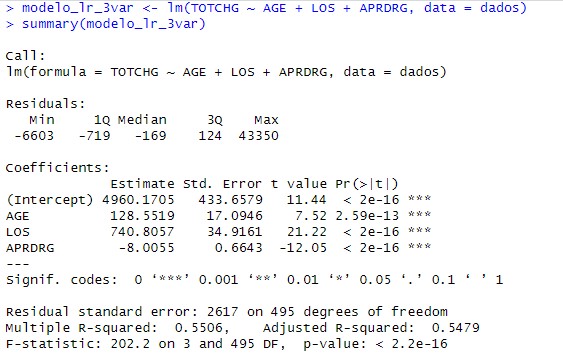 > modelo_lr_3var <- lm(TOTCHG ~ AGE + LOS + APRDRG, data = dados)
> summary(modelo_lr_3var)
Call:
lm(formula = TOTCHG ~ AGE + LOS + APRDRG, data = dados)
Residuals:
Min 1Q Median 3Q Max
-6603 -719 -169 124 43350
Coefficients:
Estimate Std. Error t value Pr(>|t|)
(Intercept) 4960.1705 433.6579 11.44 < 2e-16 ***
AGE 128.5519 17.0946 7.52 2.59e-13 ***
LOS 740.8057 34.9161 21.22 < 2e-16 ***
APRDRG -8.0055 0.6643 -12.05 < 2e-16 ***
---
Signif. codes: 0 ‘***’ 0.001 ‘**’ 0.01 ‘*’ 0.05 ‘.’ 0.1 ‘ ’ 1
Residual standard error: 2617 on 495 degrees of freedom
Multiple R-squared: 0.5506, Adjusted R-squared: 0.5479
F-statistic: 202.2 on 3 and 495 DF, p-value: < 2.2e-16